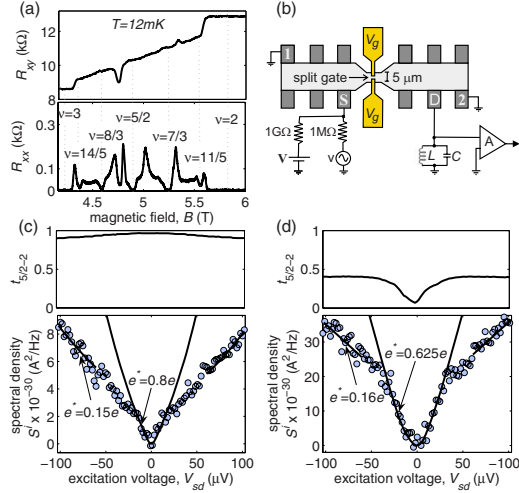 (a)
T=12mK
R_xy (kΩ)
12
10
8
R_xx (kΩ)
0.2
0.1
0
ν=3
ν=14/5
ν=8/3
ν=5/2
ν=7/3
ν=11/5
ν=2
4.5
5
5.5
6
magnetic field, B (T)
(b)
V_g
1
split gate
5 μm
S
V_g
D
2
1GΩ
1MΩ
V
v
L
C
A
(c)
t_5/2-2
1
0.5
0
spectral density
S^i x 10^-30 (A^2/Hz)
8
6
4
2
0
e^*=0.8e
e^*=0.15e
−100
−50
0
50
100
excitation voltage, V_sd (μV)
(d)
t_5/2-2
1
0.5
0
spectral density
S^i x 10^-30 (A^2/Hz)
30
20
10
0
e^*=0.625e
e^*=0.16e
−100
−50
0
50
100
excitation voltage, V_sd (μV)